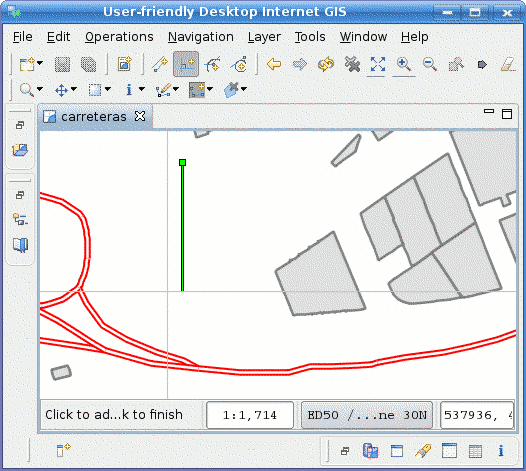 User-friendly Desktop Internet GIS
File Edit Operations Navigation Layer Tools Window Help
carreteras
Click to ad...k to finish 1:1,714 ED50 /...ne 30N 537936, 4